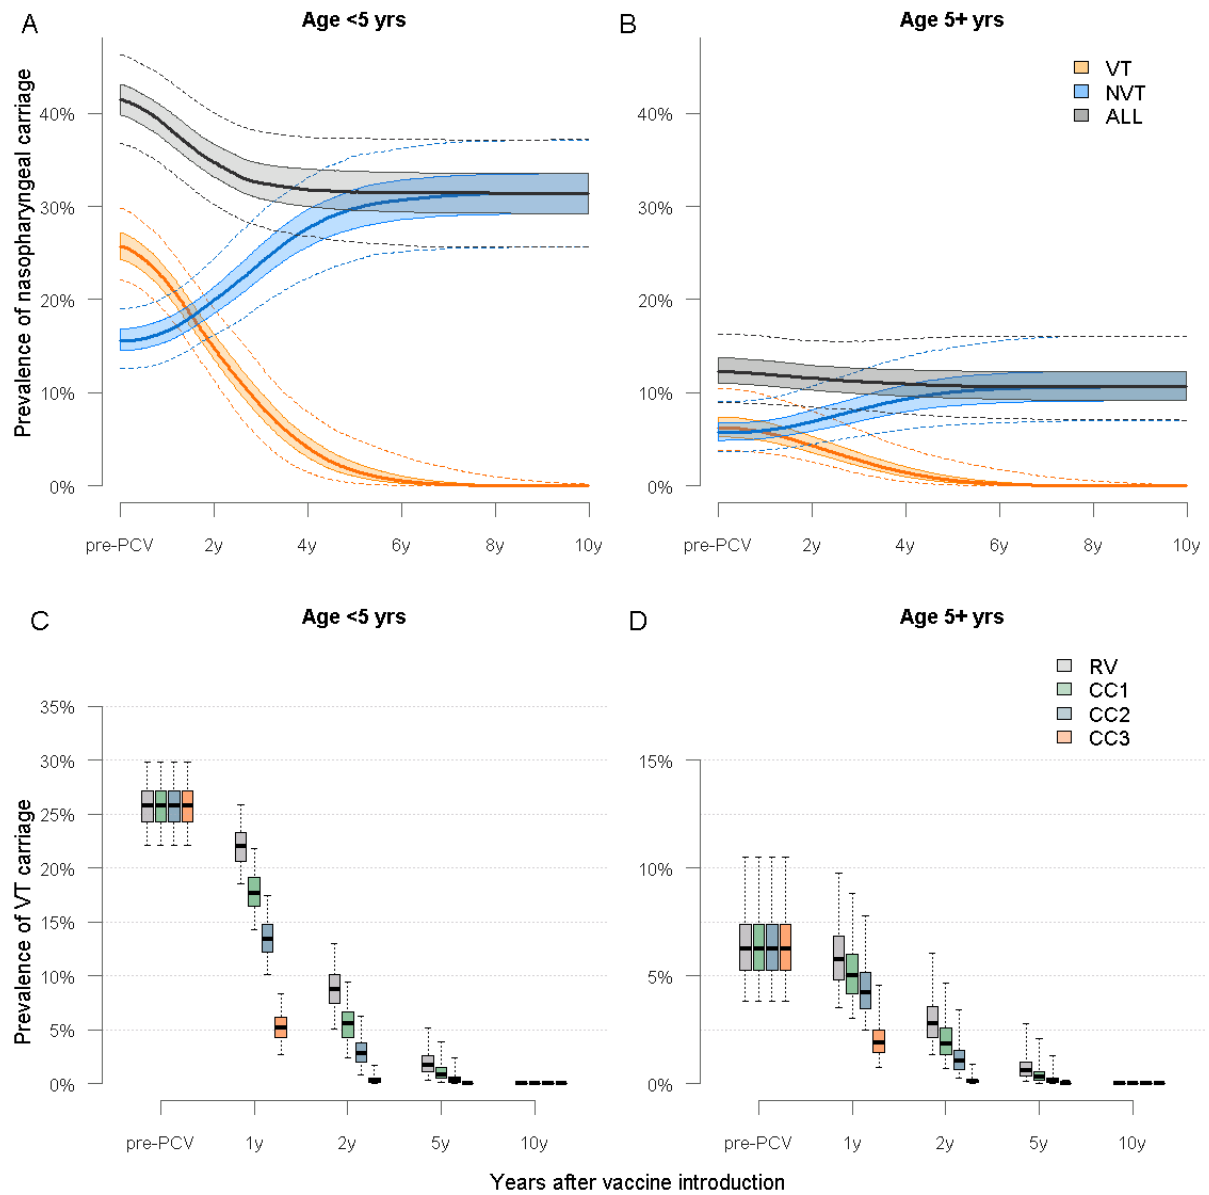 A
Age <5 yrs
B
Age 5+ yrs
Prevalence of nasopharyngeal carriage
40%
30%
20%
10%
0%
pre-PCV
2y
4y
6y
8y
10y
VT
NVT
ALL
40%
30%
20%
10%
0%
pre-PCV
2y
4y
6y
8y
10y
C
Age <5 yrs
D
Age 5+ yrs
Prevalence of VT carriage
35%
30%
25%
20%
15%
10%
5%
0%
pre-PCV
1y
2y
5y
10y
RV
CC1
CC2
CC3
15%
10%
5%
0%
pre-PCV
1y
2y
5y
10y
Years after vaccine introduction